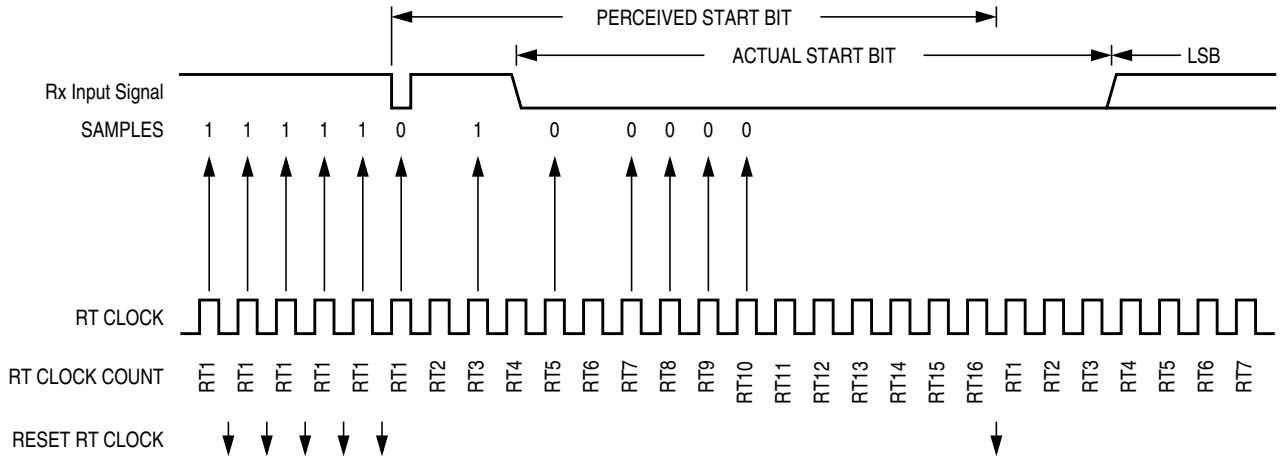 PERCEIVED START BIT
ACTUAL START BIT
LSB
Rx Input Signal
SAMPLES 1 1 1 1 1 0 1 0 0 0 0 0
RT CLOCK
RT CLOCK COUNT RT1 RT1 RT1 RT1 RT1 RT1 RT2 RT3 RT4 RT5 RT6 RT7 RT8 RT9 RT10 RT11 RT12 RT13 RT14 RT15 RT16 RT1 RT2 RT3 RT4 RT5 RT6 RT7
RESET RT CLOCK